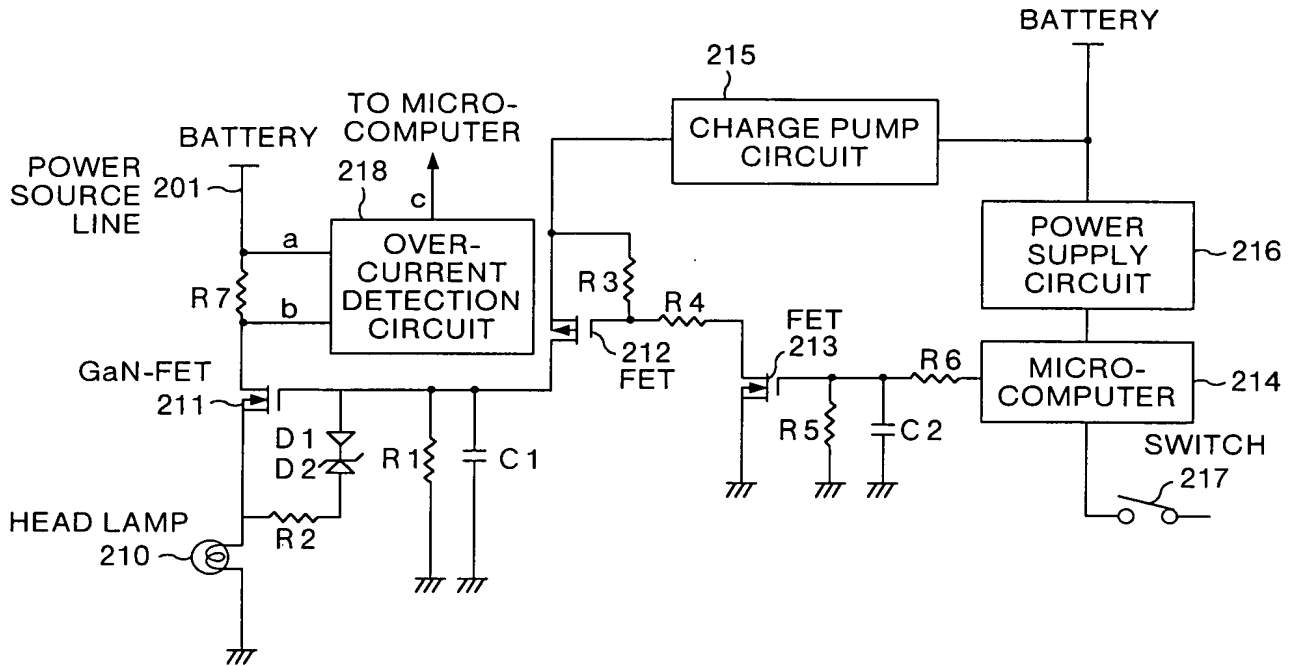 BATTERY
215
TO MICRO-
COMPUTER
CHARGE PUMP
CIRCUIT
BATTERY
POWER
SOURCE
LINE
201
218
c
a
OVER-
CURRENT
DETECTION
CIRCUIT
POWER
SUPPLY
CIRCUIT
216
R7
b
R3
R4
FET
213
212
FET
R6
MICRO-
COMPUTER
214
GaN-FET
211
D1
D2
R1
C1
R5
C2
SWITCH
217
HEAD LAMP
210
R2